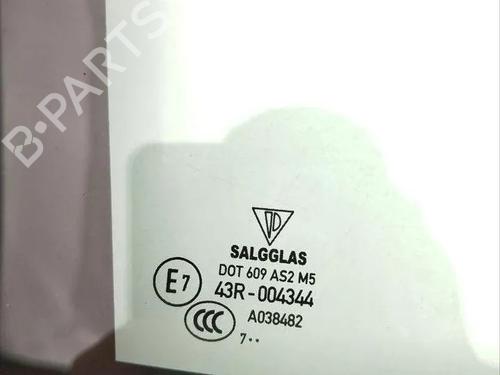 B-PARTS
SALGGLAS
DOT 609 AS2 M5
E7 43R-004344
CCC A038482
7··